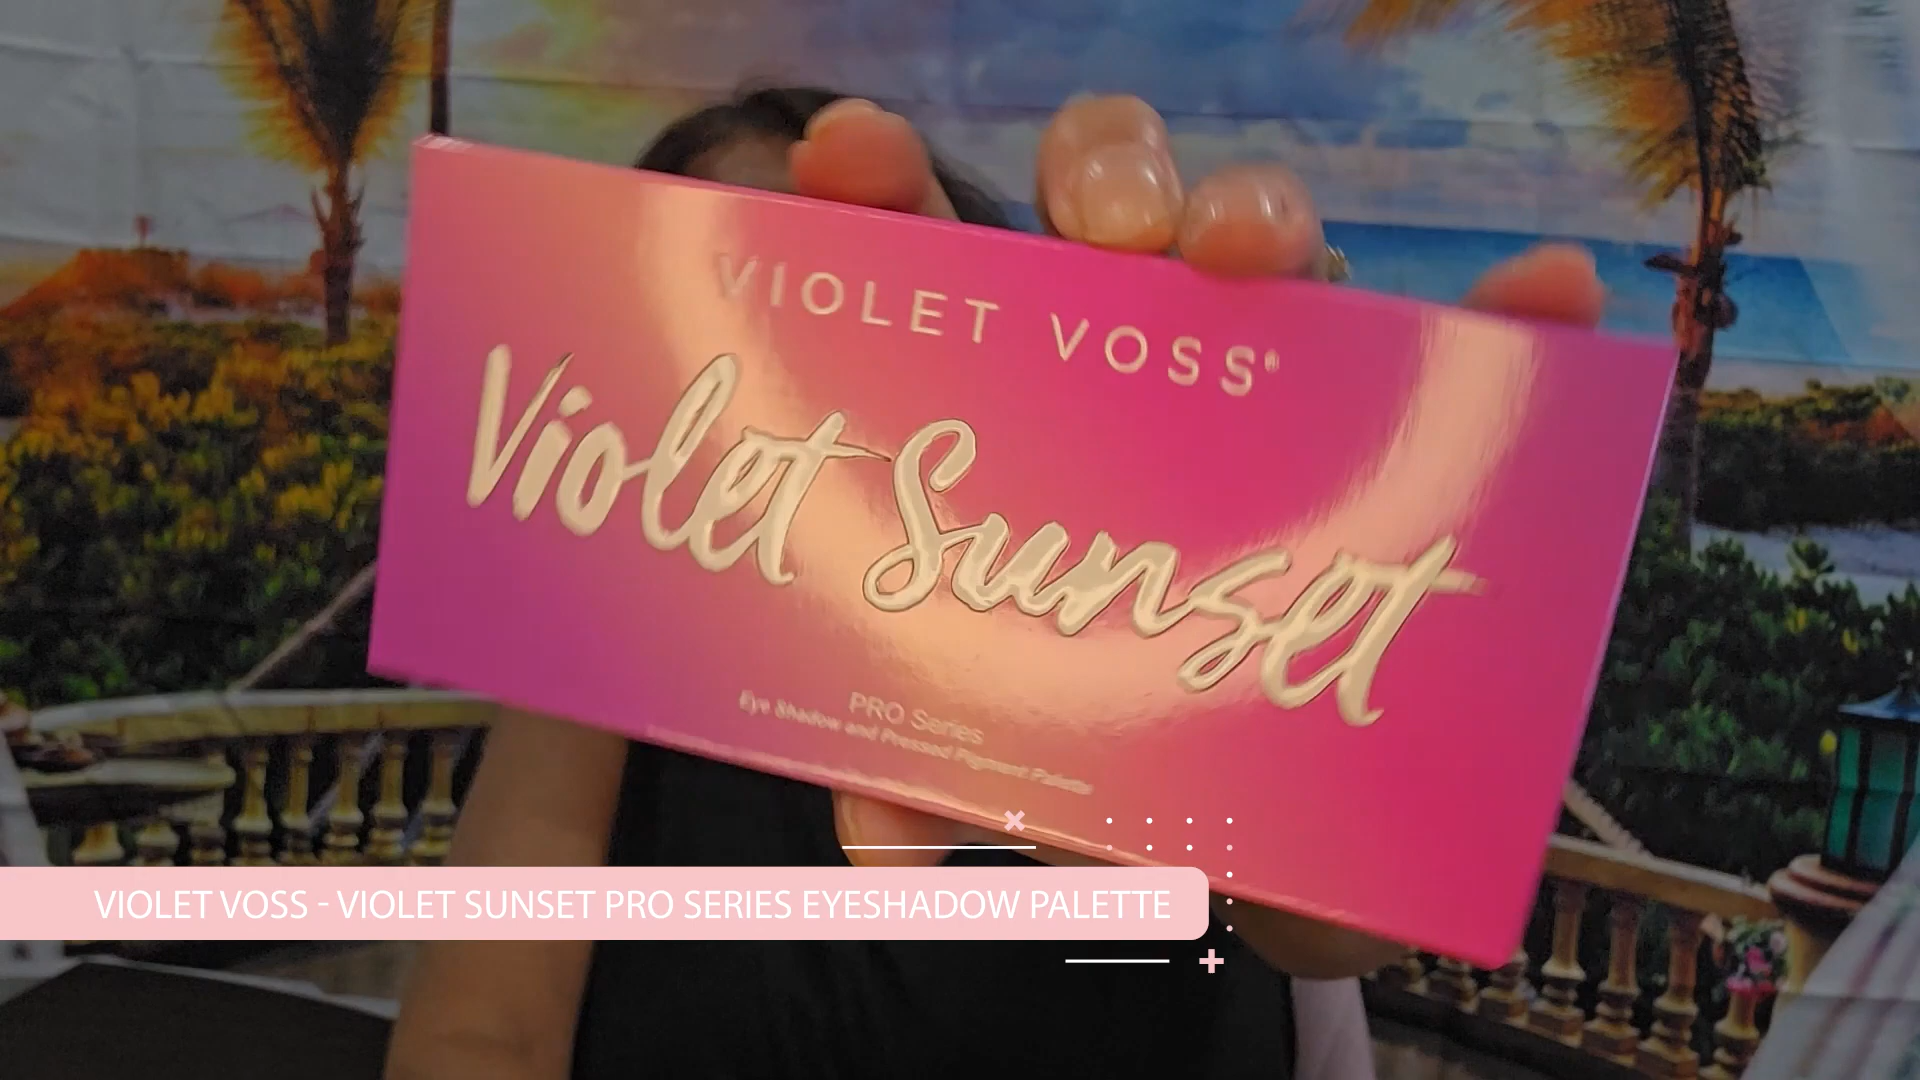 VIOLET VOSS®
Violet Sunset
PRO Series
Eye Shadow and Pressed Pigment Palette
VIOLET VOSS - VIOLET SUNSET PRO SERIES EYESHADOW PALETTE